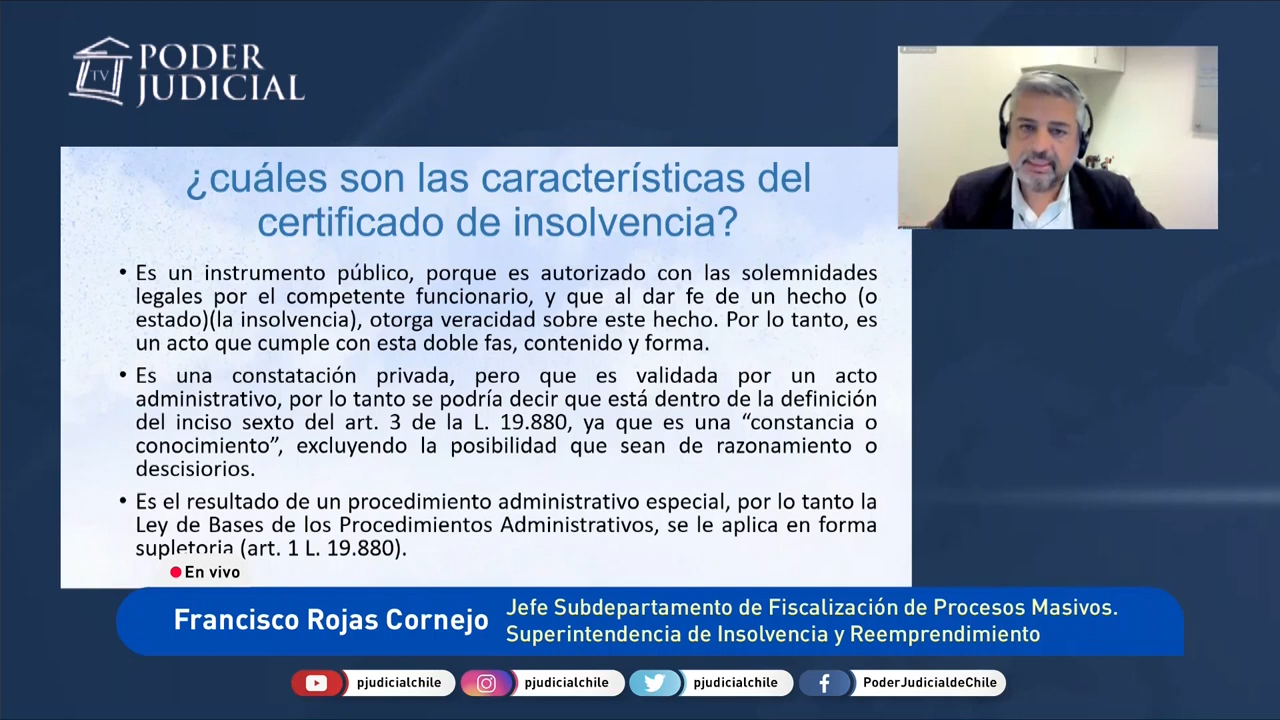 PODER
JUDICIAL
TV
¿cuáles son las características del
certificado de insolvencia?
• Es un instrumento público, porque es autorizado con las solemnidades
legales por el competente funcionario, y que al dar fe de un hecho (o
estado)(la insolvencia), otorga veracidad sobre este hecho. Por lo tanto, es
un acto que cumple con esta doble fas, contenido y forma.
• Es una constatación privada, pero que es validada por un acto
administrativo, por lo tanto se podría decir que está dentro de la definición
del inciso sexto del art. 3 de la L. 19.880, ya que es una “constancia o
conocimiento”, excluyendo la posibilidad que sean de razonamiento o
descisiorios.
• Es el resultado de un procedimiento administrativo especial, por lo tanto la
Ley de Bases de los Procedimientos Administrativos, se le aplica en forma
supletoria (art. 1 L. 19.880).
En vivo
Francisco Rojas Cornejo
Jefe Subdepartamento de Fiscalización de Procesos Masivos.
Superintendencia de Insolvencia y Reemprendimiento
pjudicialchile
pjudicialchile
pjudicialchile
PoderJudicialdeChile